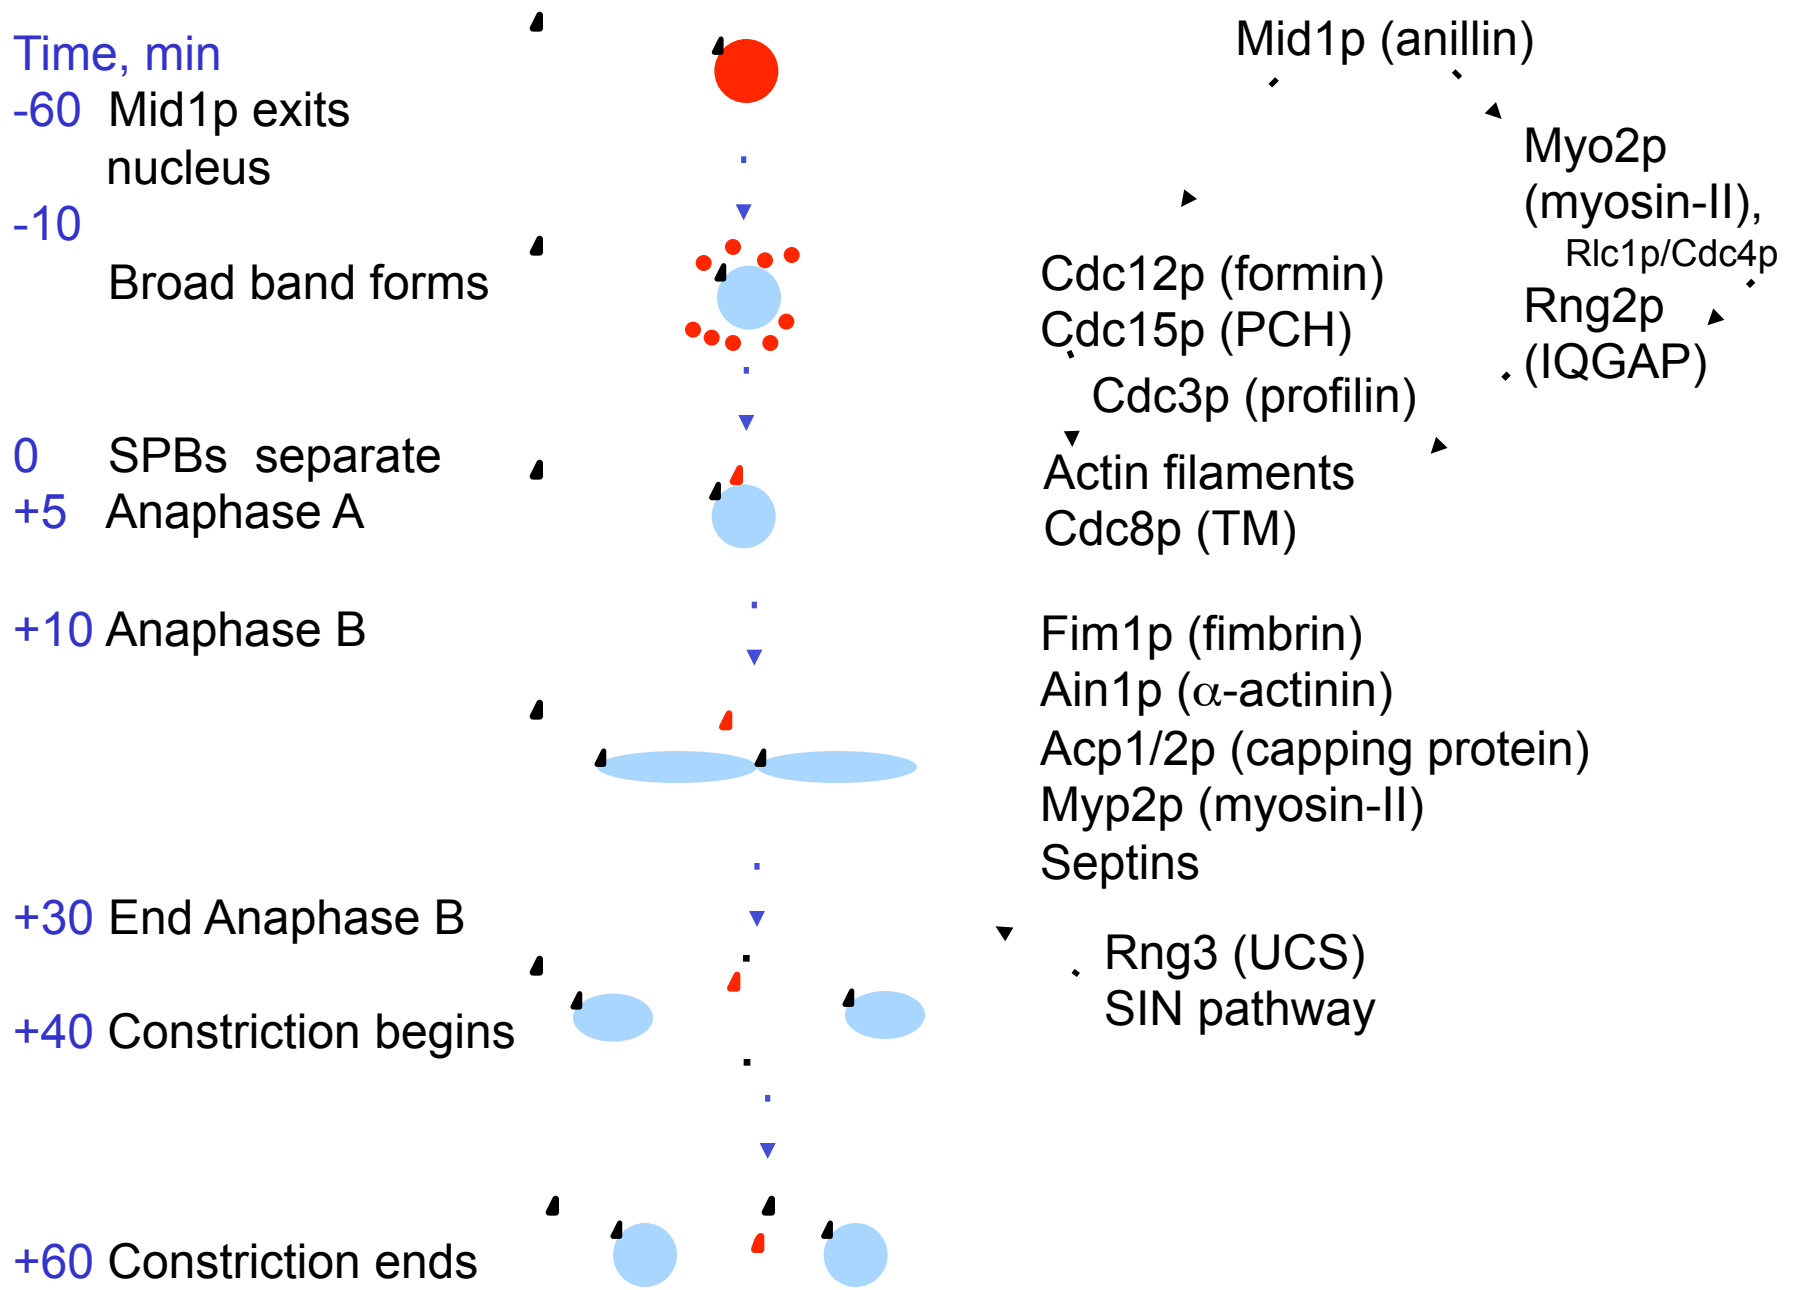 Time, min
-60 Mid1p exits
nucleus
-10
Broad band forms
0 SPBs separate
+5 Anaphase A
+10 Anaphase B
+30 End Anaphase B
+40 Constriction begins
+60 Constriction ends
Mid1p (anillin)
Myo2p
(myosin-II),
Rlc1p/Cdc4p
Rng2p
(IQGAP)
Cdc12p (formin)
Cdc15p (PCH)
Cdc3p (profilin)
Actin filaments
Cdc8p (TM)
Fim1p (fimbrin)
Ain1p (α-actinin)
Acp1/2p (capping protein)
Myp2p (myosin-II)
Septins
Rng3 (UCS)
SIN pathway